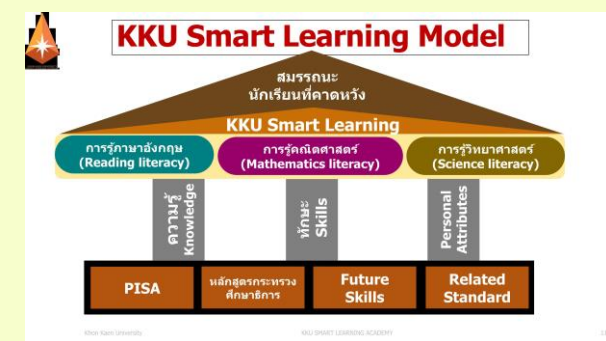 KKU Smart Learning Model
สมรรถนะ
นักเรียนที่คาดหวัง
KKU Smart Learning
การรู้ภาษาอังกฤษ
(Reading literacy)
การรู้คณิตศาสตร์
(Mathematics literacy)
การรู้วิทยาศาสตร์
(Science literacy)
ความรู้
Knowledge
ทักษะ
Skills
Personal
Attributes
PISA
หลักสูตรกระทรวง
ศึกษาธิการ
Future
Skills
Related
Standard
Khon Kaen University
KKU SMART LEARNING ACADEMY